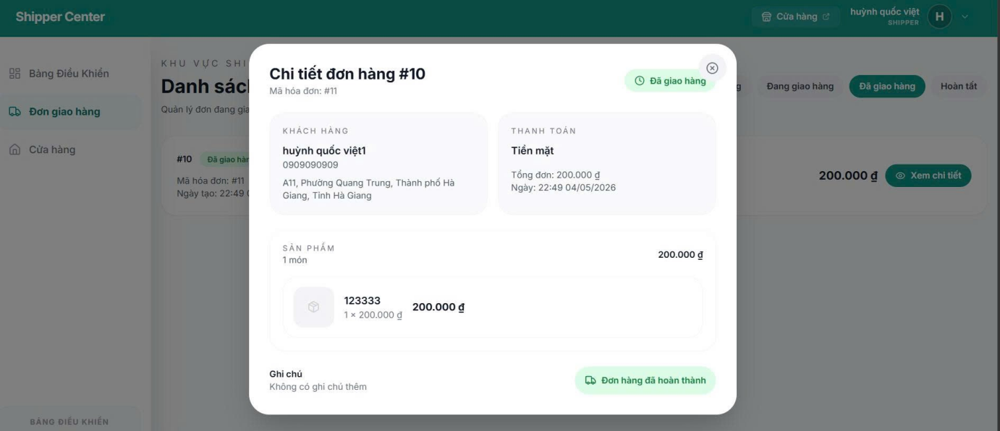 Shipper Center
Cửa hàng
huỳnh quốc việt
SHIPPER
H
Bảng Điều Khiển
Đơn giao hàng
Cửa hàng
BẢNG ĐIỀU KHIỂN
KHU VỰC SHI
Danh sácl
Quản lý đơn đang gia
g
Đang giao hàng
Đã giao hàng
Hoàn tất
#10
Đã giao hàn
Mã hóa đơn: #11
Ngày tạo: 22:49 0
200.000 ₫
Xem chi tiết
Chi tiết đơn hàng #10
Mã hóa đơn: #11
Đã giao hàng
KHÁCH HÀNG
huỳnh quốc việt1
0909090909
A11, Phường Quang Trung, Thành phố Hà
Giang, Tỉnh Hà Giang
THANH TOÁN
Tiền mặt
Tổng đơn: 200.000 ₫
Ngày: 22:49 04/05/2026
SẢN PHẨM
1 món
200.000 ₫
123333
1 × 200.000 ₫
200.000 ₫
Ghi chú
Không có ghi chú thêm
Đơn hàng đã hoàn thành